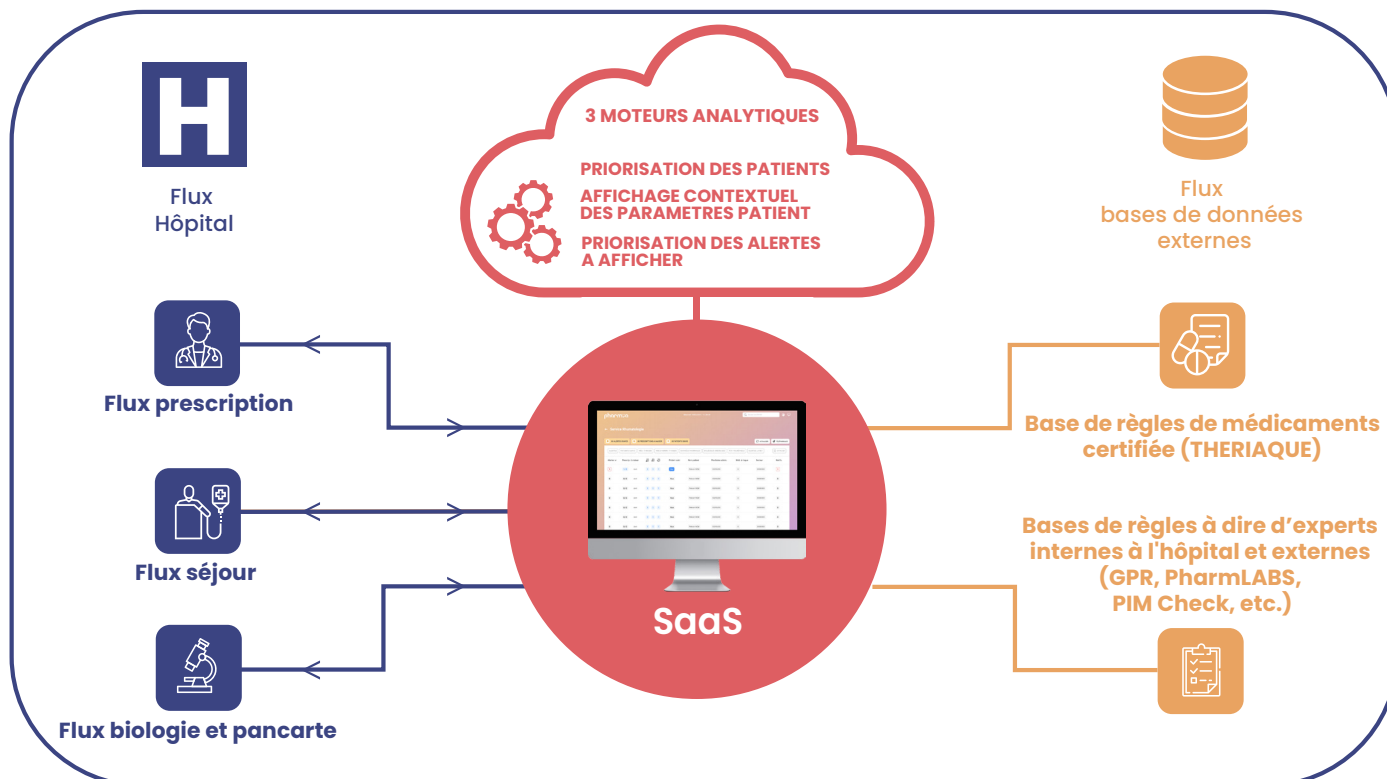 3 MOTEURS ANALYTIQUES
PRIORISATION DES PATIENTS
AFFICHAGE CONTEXTUEL
DES PARAMETRES PATIENT
PRIORISATION DES ALERTES
A AFFICHER
H
Flux
Hôpital
Flux prescription
Flux séjour
Flux biologie et pancarte
SaaS
Flux
bases de données
externes
Base de règles de médicaments
certifiée (THERIAQUE)
Bases de règles à dire d’experts
internes à l'hôpital et externes
(GPR, PharmLABS,
PIM Check, etc.)